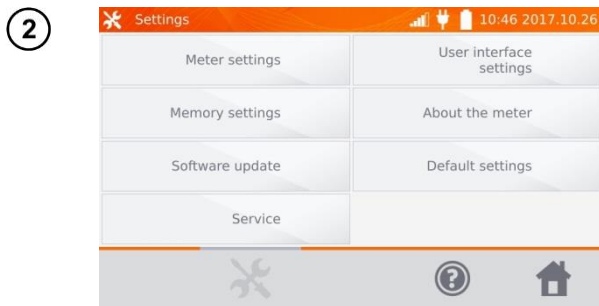 2
Settings
10:46 2017.10.26
Meter settings
User interface
settings
Memory settings
About the meter
Software update
Default settings
Service
?